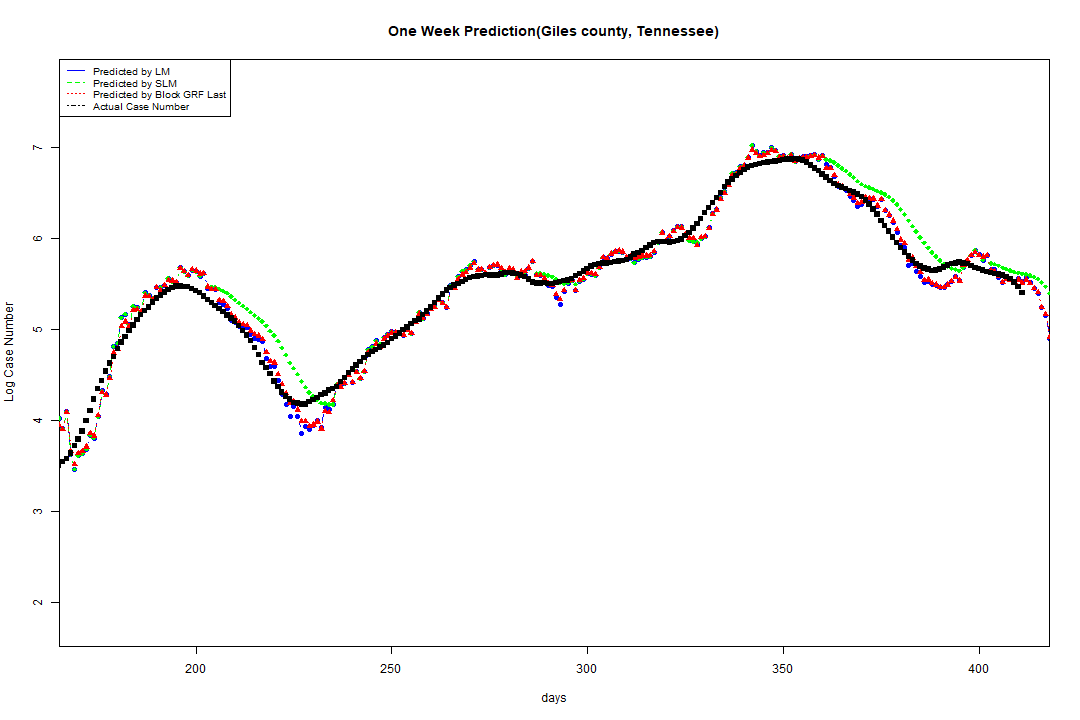 One Week Prediction(Giles county, Tennessee)
Predicted by LM
Predicted by SLM
Predicted by Block GRF Last
Actual Case Number
7
6
5
4
3
2
Log Case Number
200 250 300 350 400
days